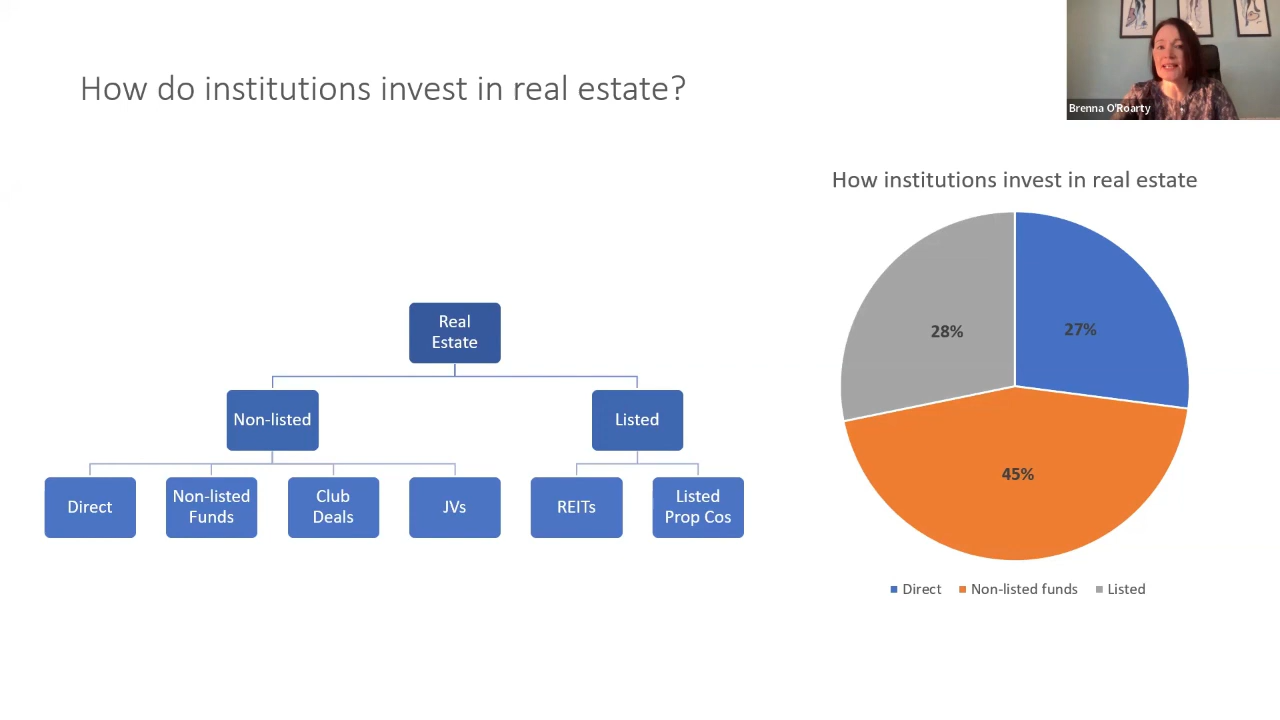 How do institutions invest in real estate?
Brenna O'Roarty
How institutions invest in real estate
Real
Estate
Non-listed
Listed
Direct
Non-listed
Funds
Club
Deals
JVs
REITs
Listed
Prop Cos
28%
27%
45%
Direct
Non-listed funds
Listed